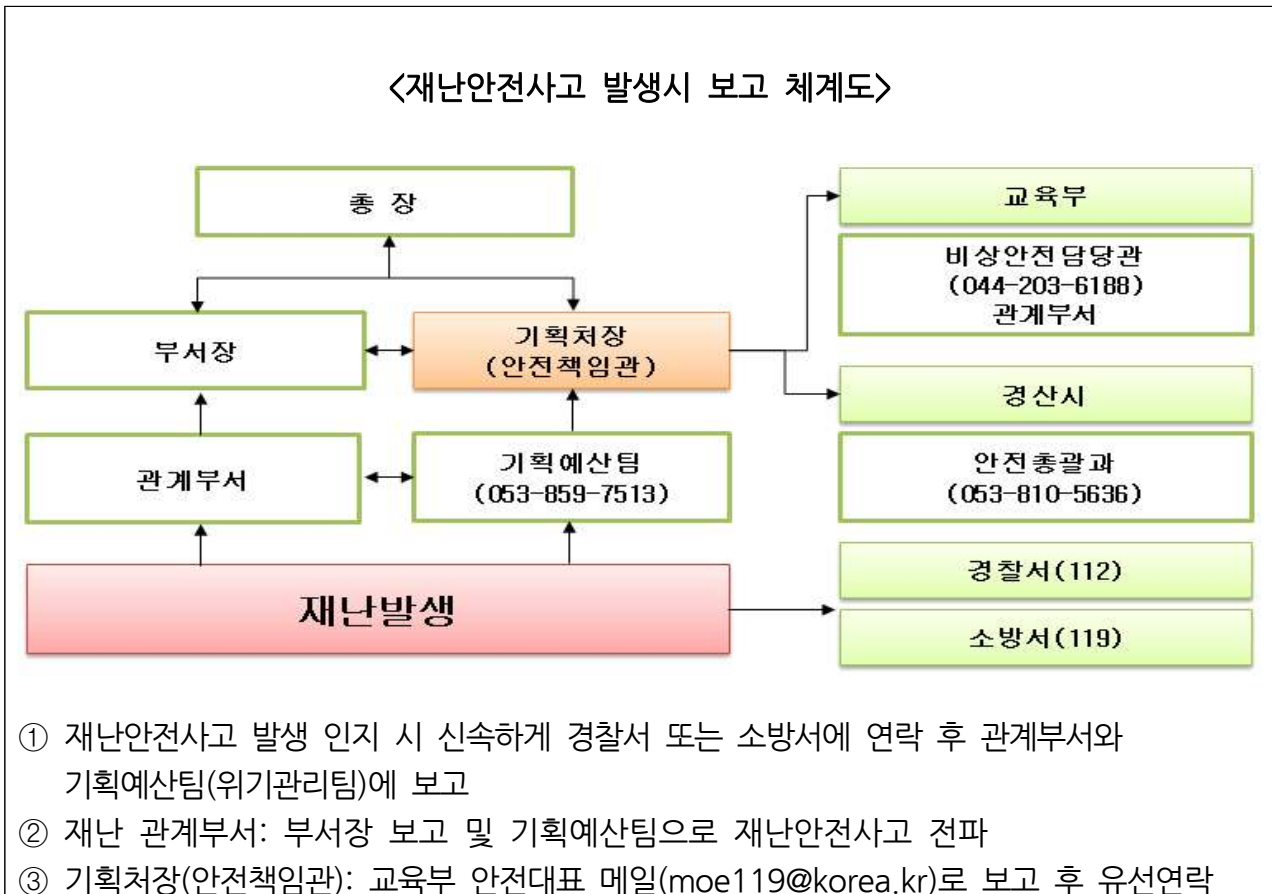 <재난안전사고 발생시 보고 체계도>
총 장
교육부
비상안전담당관
(044-203-6188)
관계부서
부서장
기획처장
(안전책임관)
경산시
관계부서
기획예산팀
(053-859-7513)
안전총괄과
(053-810-5636)
재난발생
경찰서(112)
소방서(119)
① 재난안전사고 발생 인지 시 신속하게 경찰서 또는 소방서에 연락 후 관계부서와
기획예산팀(위기관리팀)에 보고
② 재난 관계부서: 부서장 보고 및 기획예산팀으로 재난안전사고 전파
③ 기획처장(안전책임관): 교육부 안전대표 메일(moe119@korea.kr)로 보고 후 유선연락